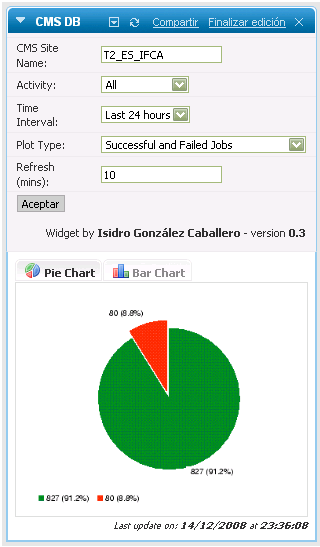 CMS DB Compartir Finalizar edición
CMS Site
Name:
T2_ES_IFCA
Activity: All
Time
Interval:
Last 24 hours
Plot Type: Successful and Failed Jobs
Refresh
(mins):
10
Aceptar
Widget by Isidro González Caballero - version 0.3
Pie Chart Bar Chart
80 (8.8%)
827 (91.2%)
827 (91.2%) 80 (8.8%)
Last update on: 14/12/2008 at 23:36:08